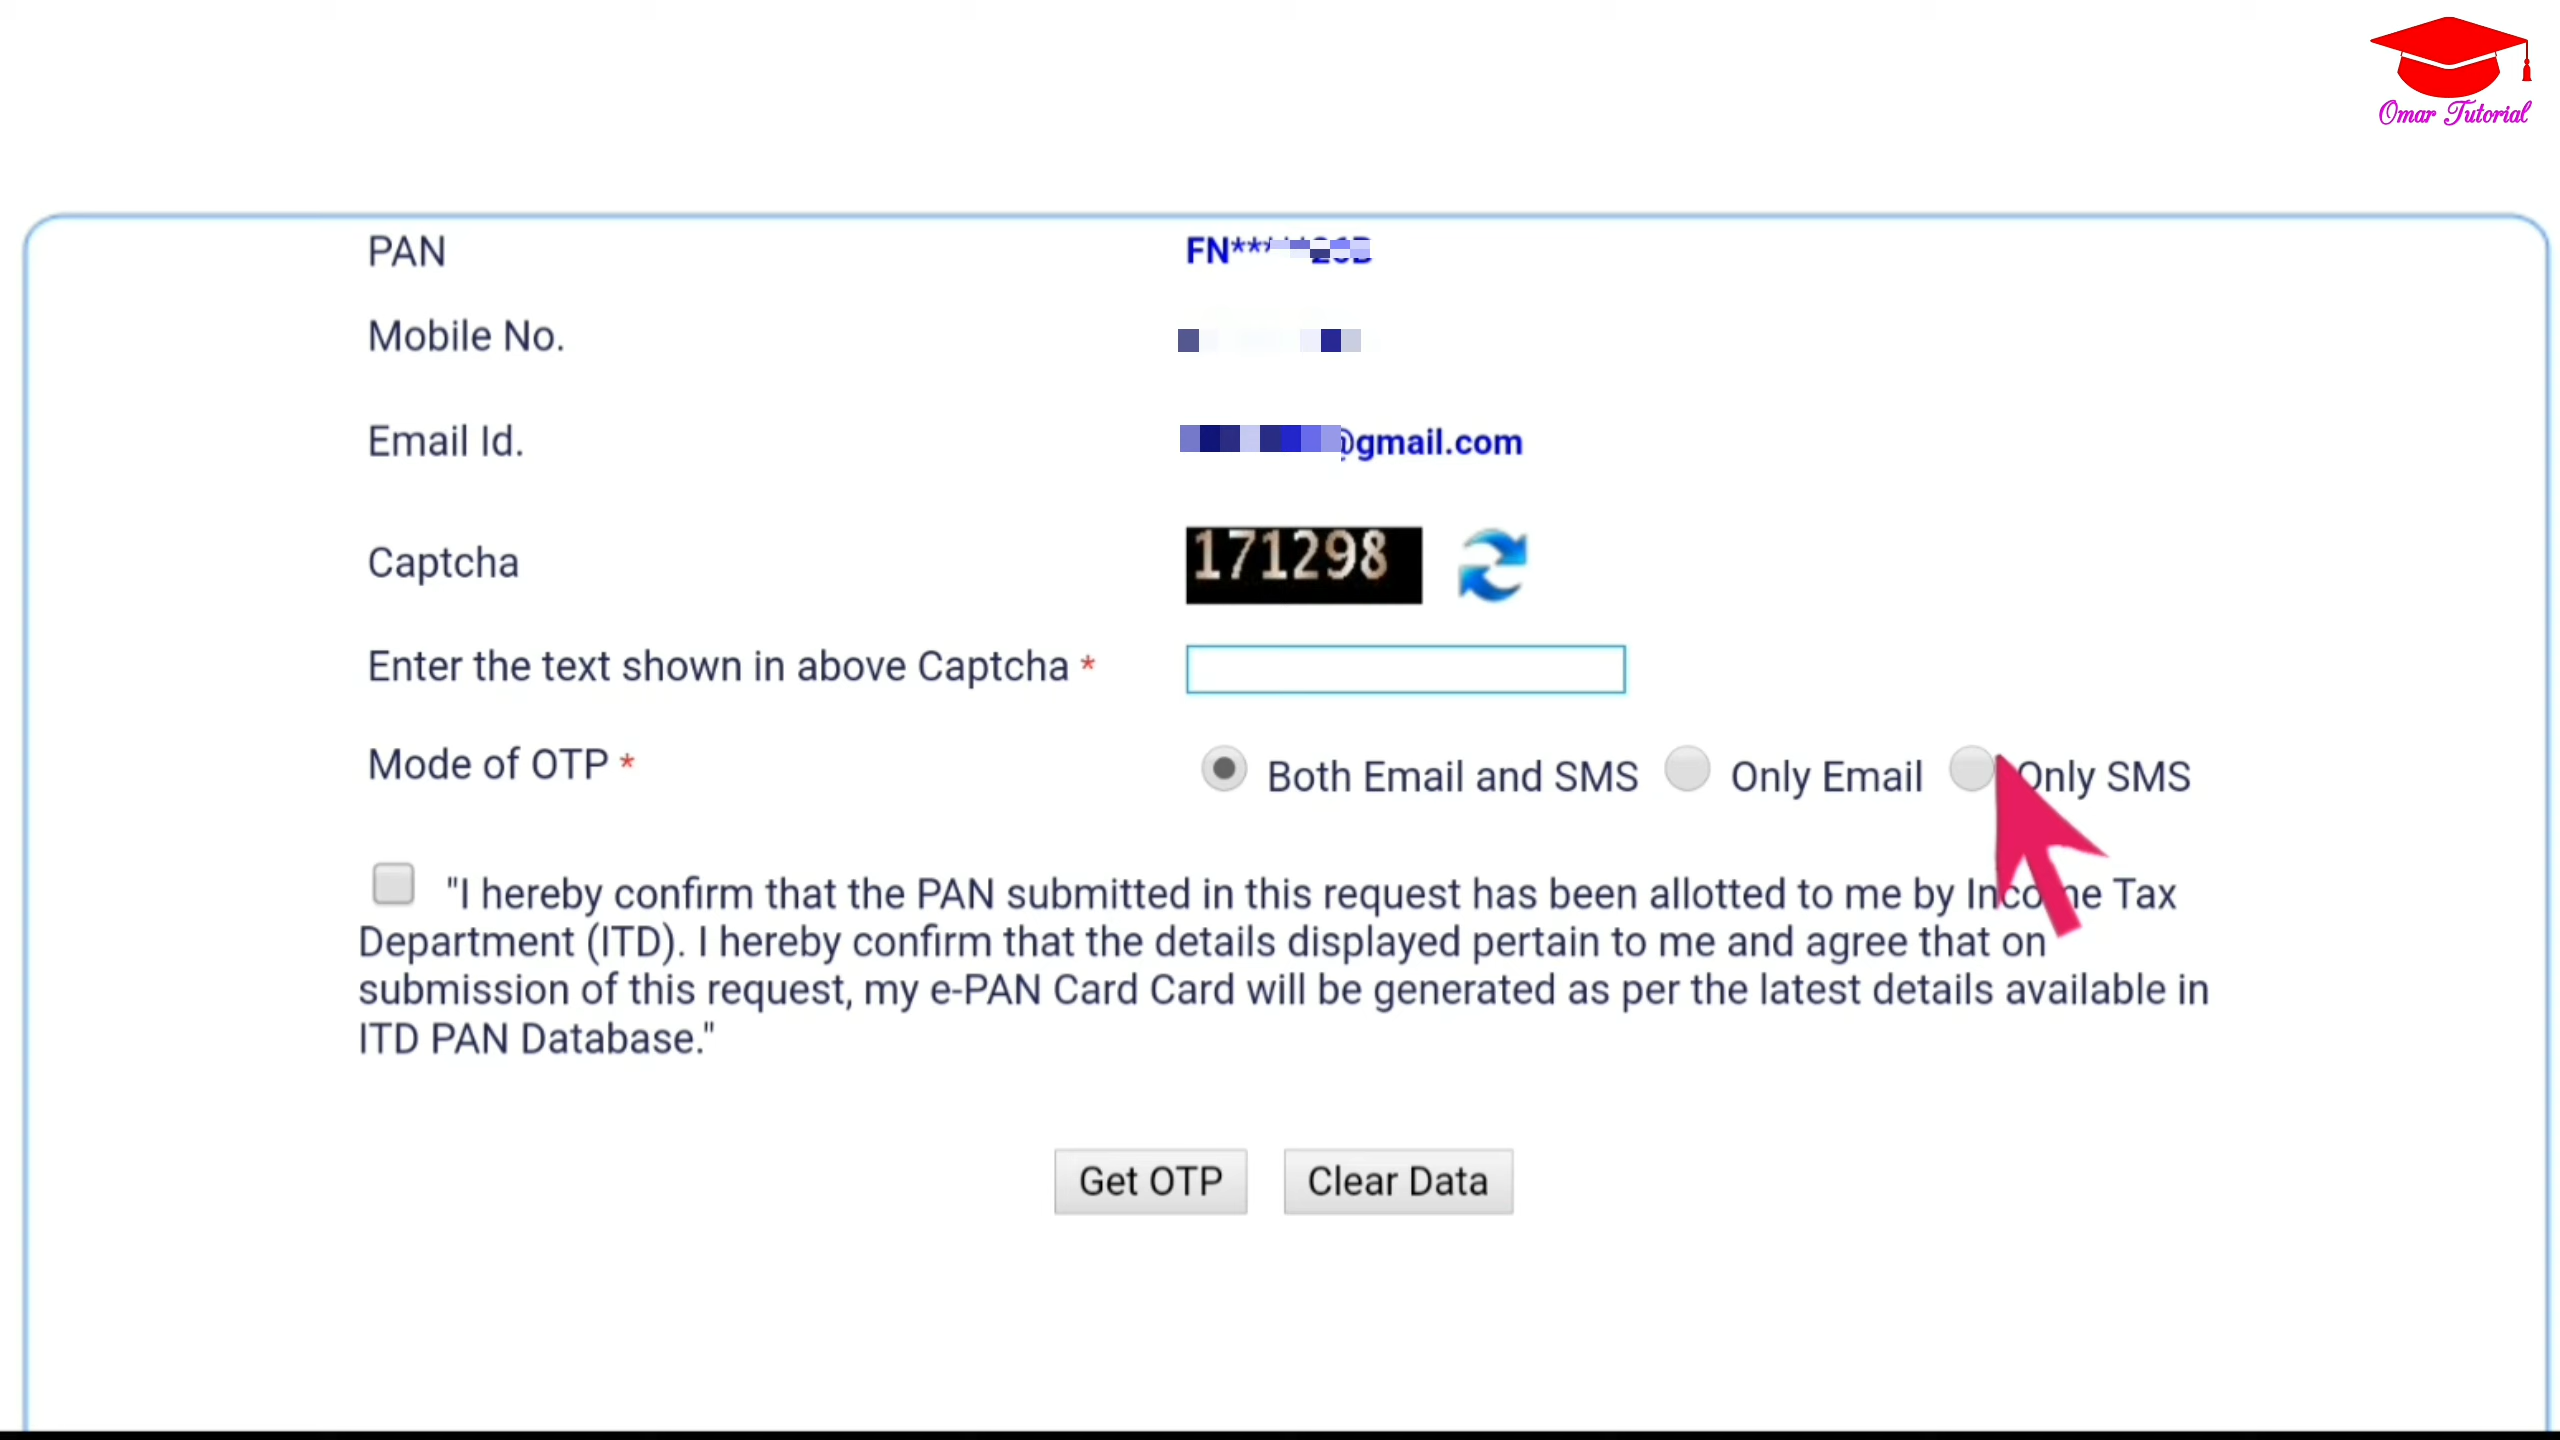 Omar Tutorial
PAN
Mobile No.
Email Id. @gmail.com
Captcha 171298
Enter the text shown in above Captcha *
Mode of OTP * Both Email and SMS Only Email Only SMS
"I hereby confirm that the PAN submitted in this request has been allotted to me by Income Tax
Department (ITD). I hereby confirm that the details displayed pertain to me and agree that on
submission of this request, my e-PAN Card Card will be generated as per the latest details available in
ITD PAN Database."
Get OTP Clear Data